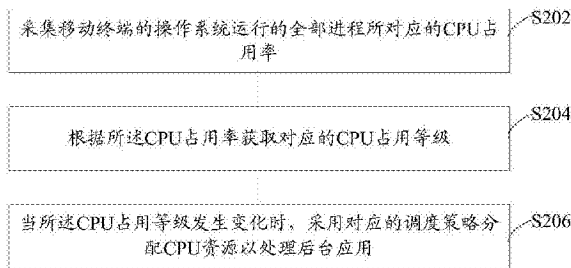 采集移动终端的操作系统运行的全部进程所对应的CPU占
用率
S202
根据所述CPU占用率获取对应的CPU占用等级
S204
当所述CPU占用等级发生变化时，采用对应的调度策略分
配CPU资源以处理后台应用
S206